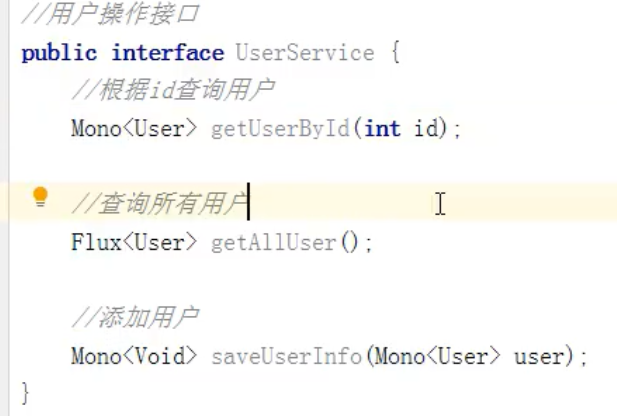 //用户操作接口
public interface UserService {
//根据id查询用户
Mono<User> getUserById(int id);
//查询所有用户
Flux<User> getAllUser();
//添加用户
Mono<Void> saveUserInfo(Mono<User> user);
}